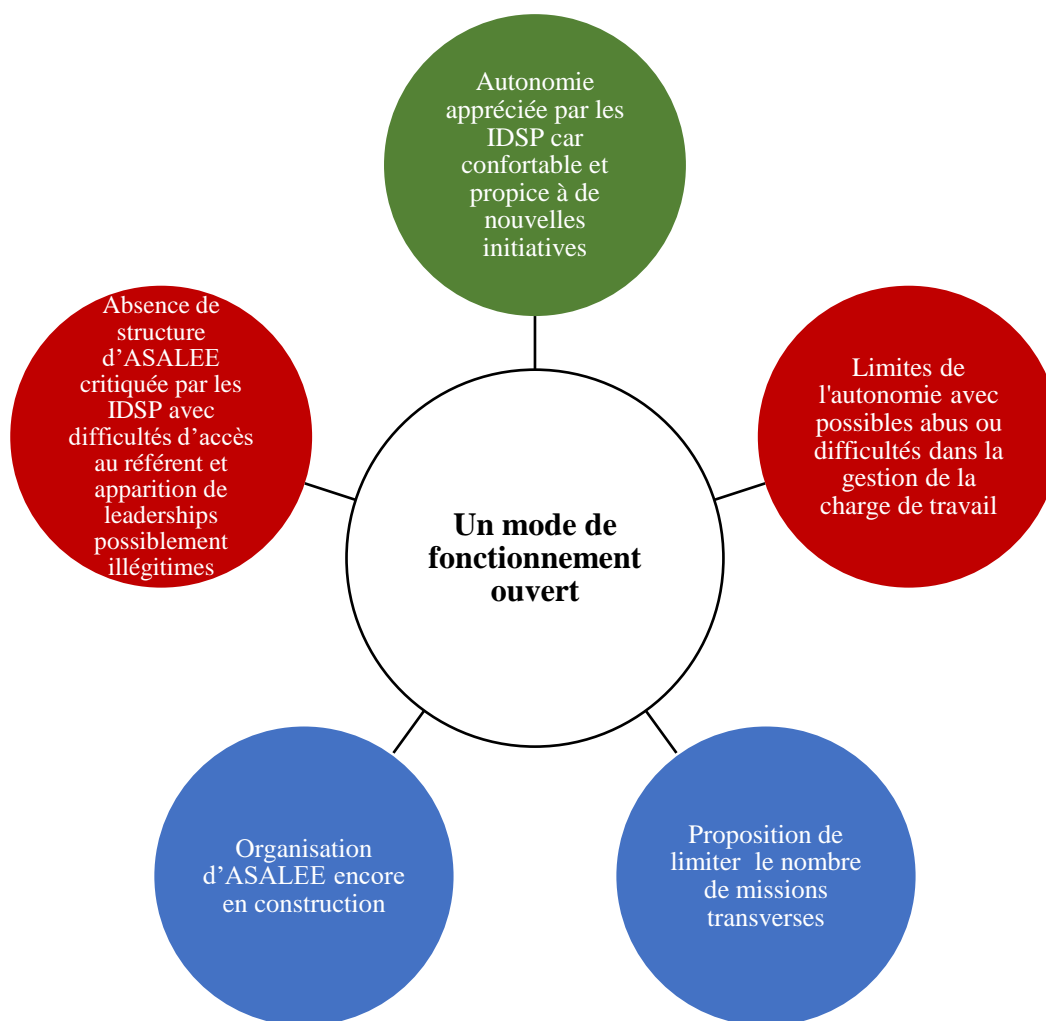 Autonomie
appréciée par les
IDSP car
confortable et
propice à de
nouvelles
initiatives
Absence de
structure
d’ASALEE
critiquée par les
IDSP avec
difficultés d’accès
au référent et
apparition de
leaderships
possiblement
illégitimes
Limites de
l'autonomie avec
possibles abus ou
difficultés dans la
gestion de la
charge de travail
Un mode de
fonctionnement
ouvert
Organisation
d’ASALEE encore
en construction
Proposition de
limiter  le nombre
de missions
transverses